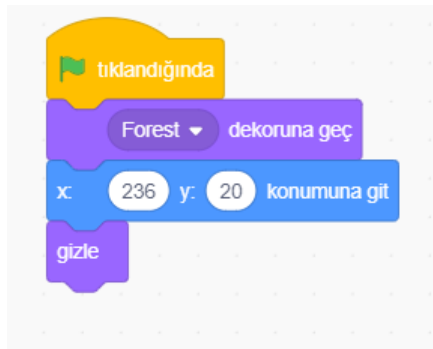 tıklandığında
Forest dekoruna geç
x: 236 y: 20 konumuna git
gizle